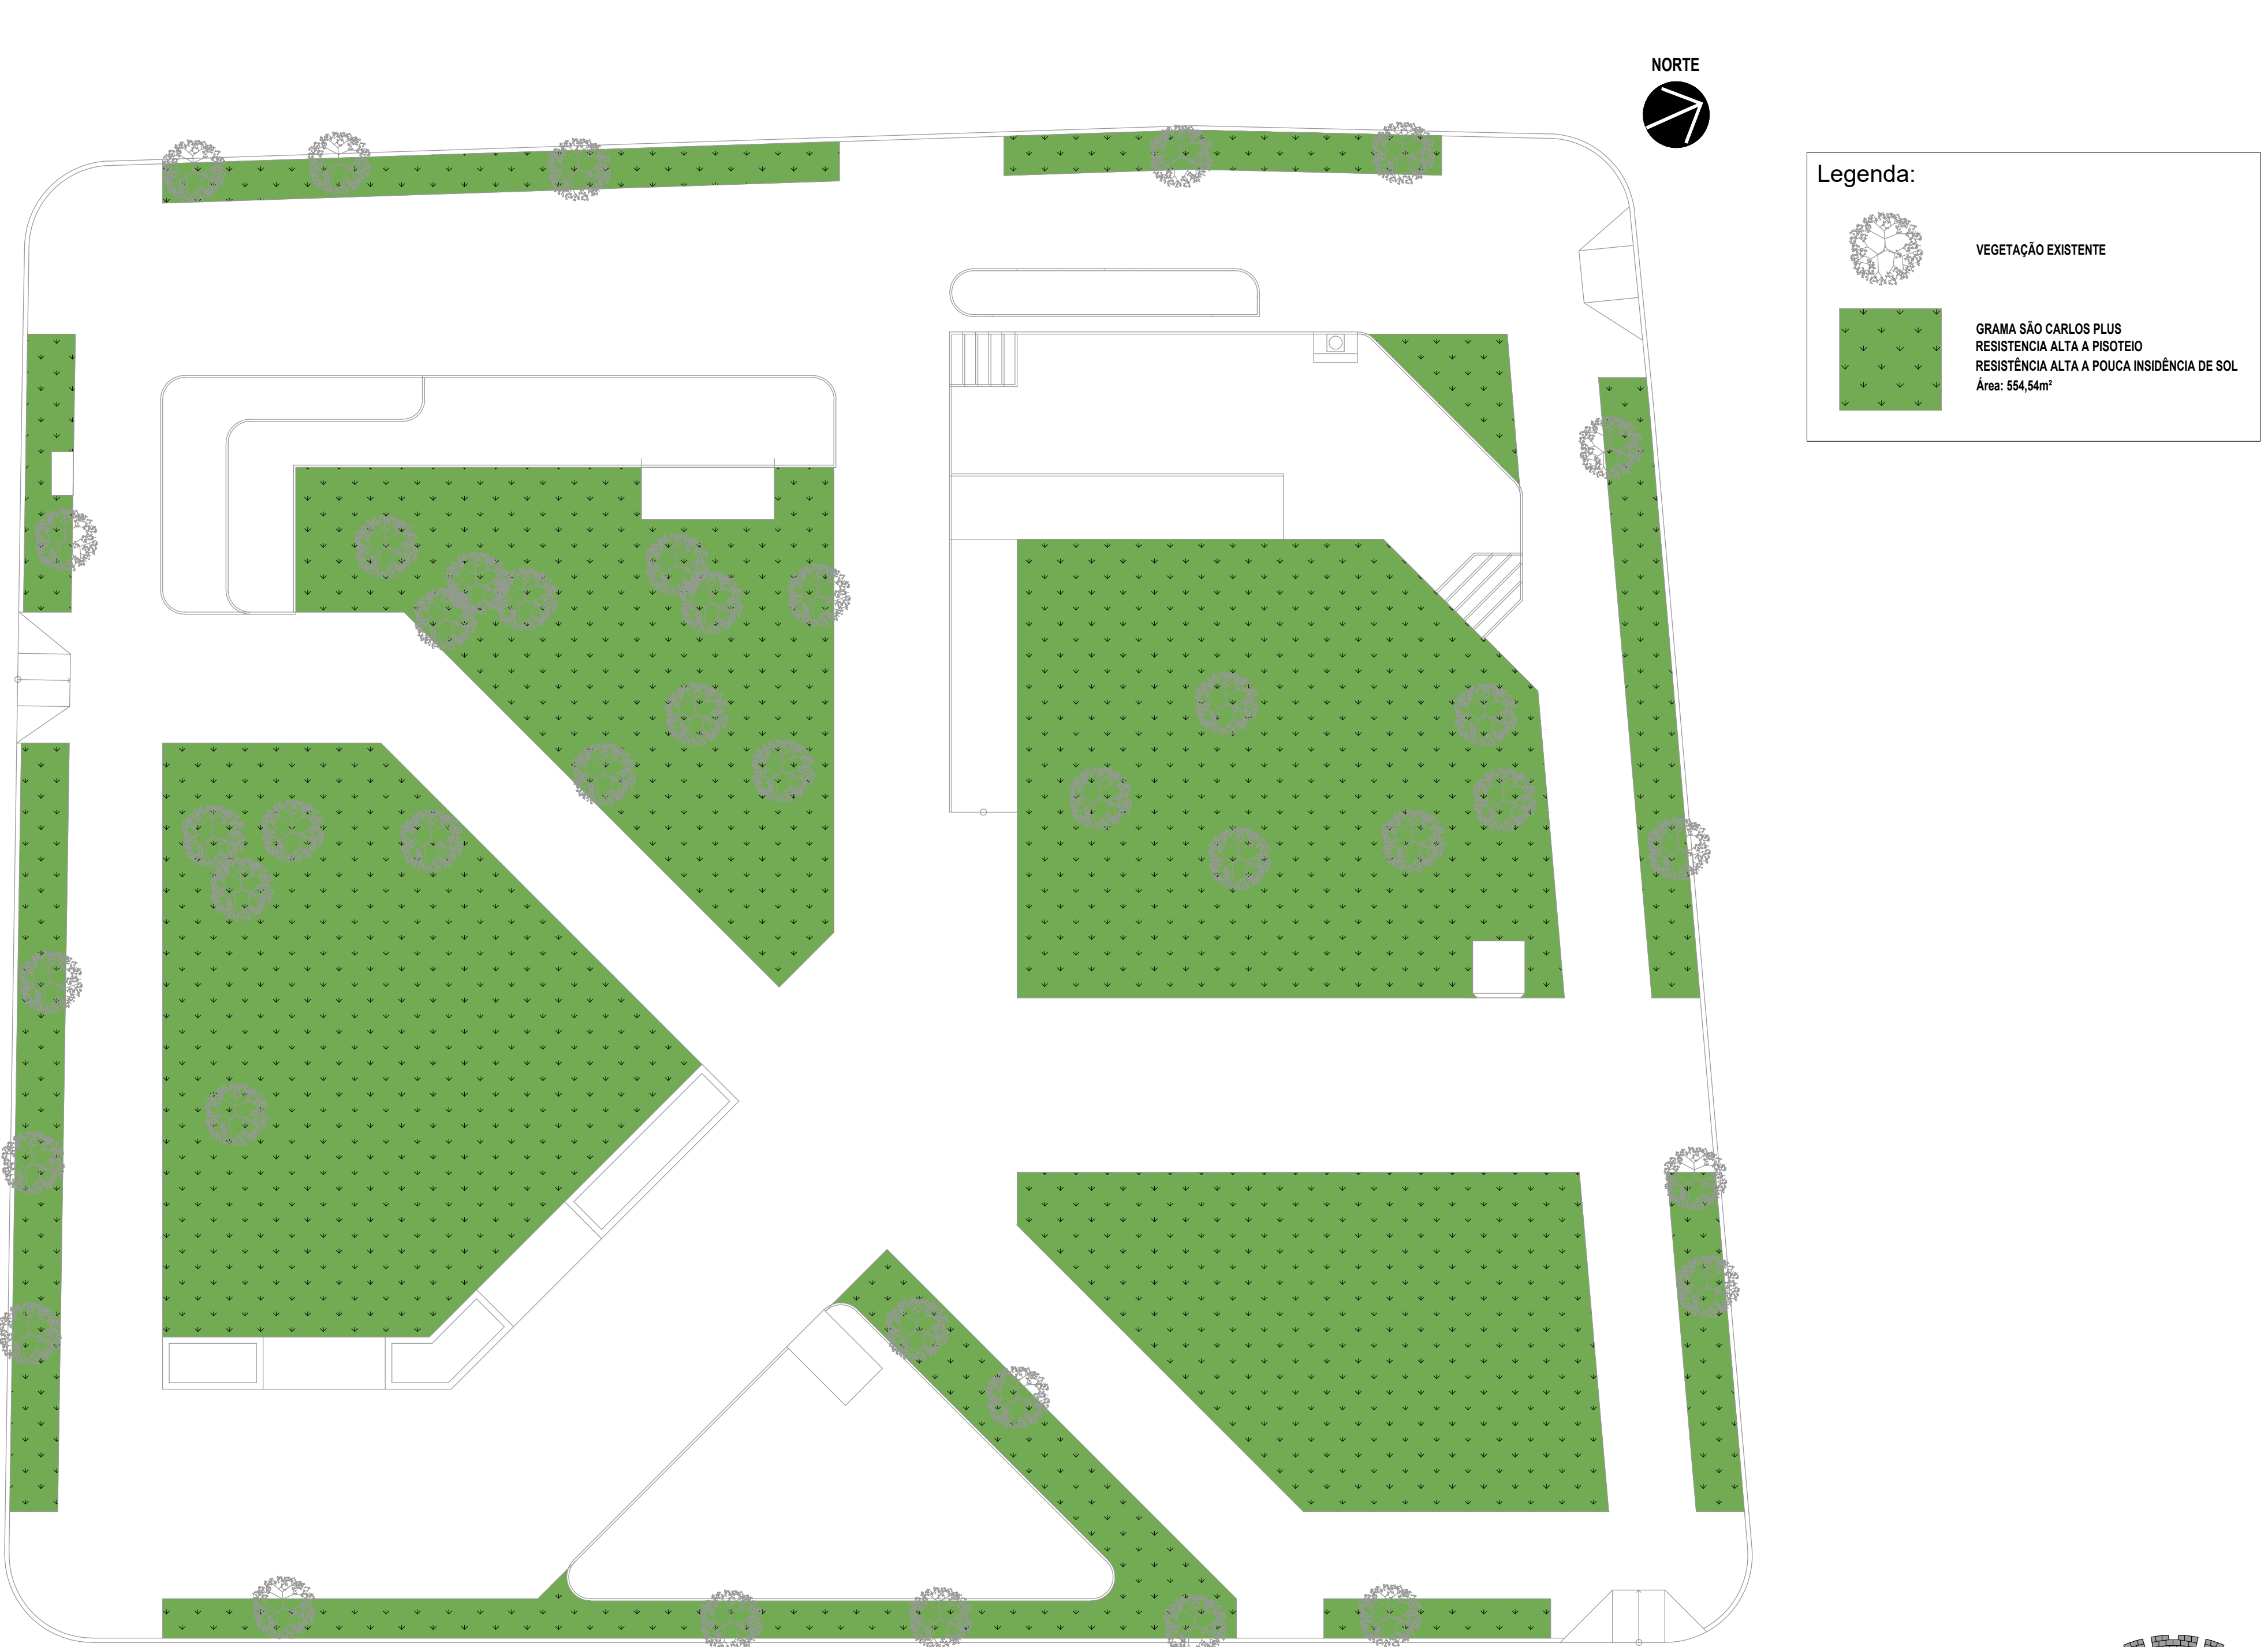 NORTE
Legenda:
VEGETAÇÃO EXISTENTE
GRAMA SÃO CARLOS PLUS
RESISTENCIA ALTA A PISOTEIO
RESISTÊNCIA ALTA A POUCA INSIDÊNCIA DE SOL
Área: 554,54m²